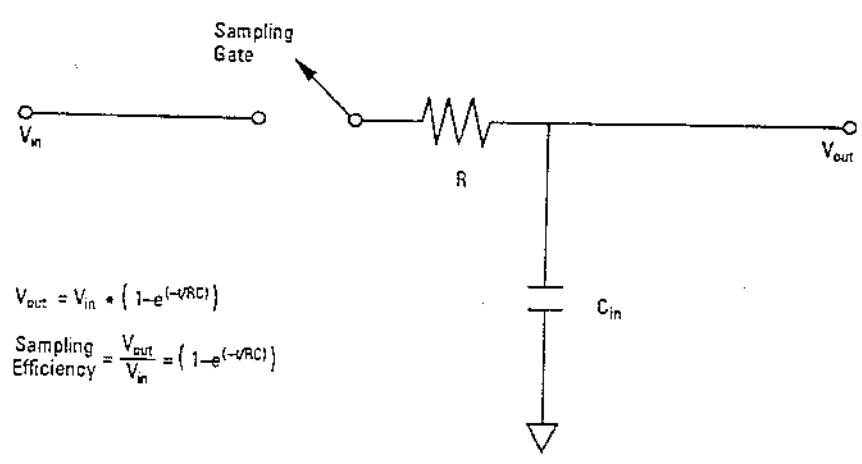 Sampling
Gate
V_in
V_out
R
C_in
V_out = V_in * ( 1-e^(-t/RC) )
Sampling Efficiency = V_out / V_in = ( 1-e^(-t/RC) )